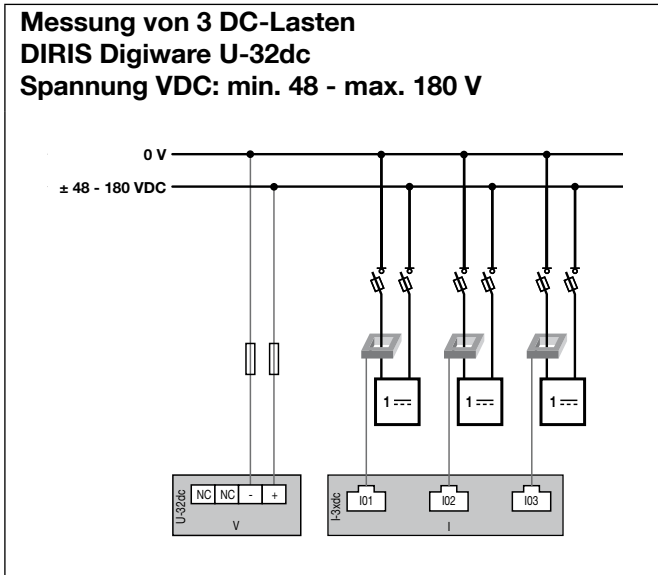 Messung von 3 DC-Lasten
DIRIS Digiware U-32dc
Spannung VDC: min. 48 - max. 180 V
0 V
± 48 - 180 VDC
1 1 1
U-32dc
NC NC - +
V
I-3xdc
I01 I02 I03
I